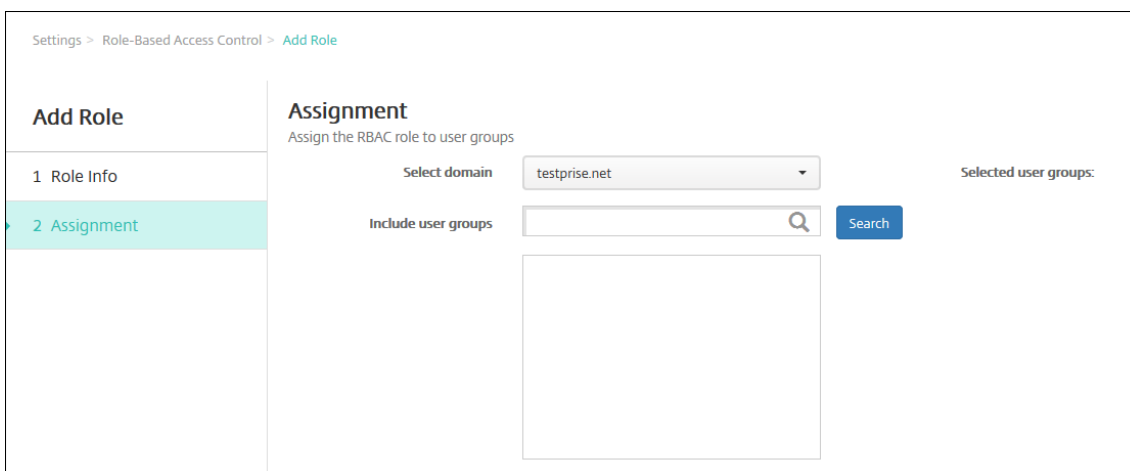 Settings > Role-Based Access Control > Add Role
Add Role
1 Role Info
2 Assignment
Assignment
Assign the RBAC role to user groups
Select domain
testprise.net
Selected user groups:
Include user groups
Search